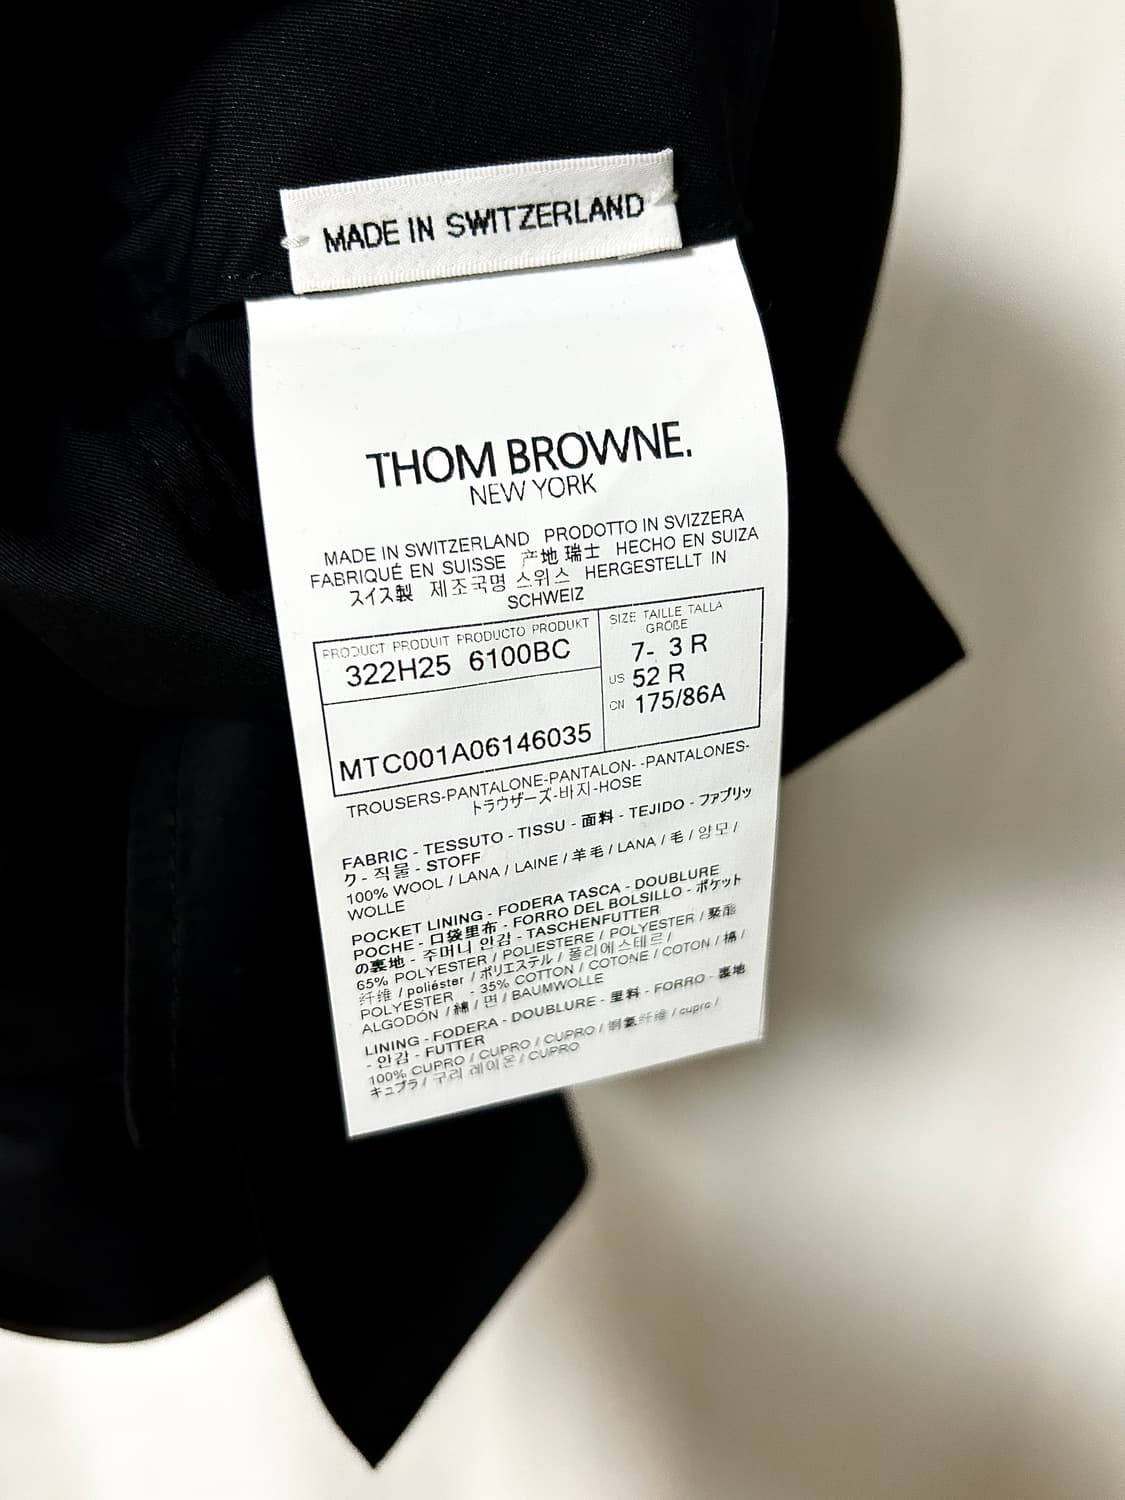 MADE IN SWITZERLAND
THOM BROWNE.
NEW YORK
MADE IN SWITZERLAND PRODOTTO IN SVIZZERA
FABRIQUÉ EN SUISSE 产地 瑞士 HECHO EN SUIZA
スイス製 제조국명 스위스 HERGESTELLT IN
SCHWEIZ
PRODUCT PRODUIT PRODUCTO PRODUKT
322H25 6100BC
MTC001A06146035
SIZE TAILLE TALLA
GRÖßE
7- 3 R
US 52 R
CN 175/86A
TROUSERS-PANTALONE-PANTALON- -PANTALONES-
トラウザーズ-바지-HOSE
FABRIC - TESSUTO - TISSU - 面料 - TEJIDO - ファブリッ
ク - 직물 - STOFF
100% WOOL / LANA / LAINE / 羊毛 / LANA / 毛 / 양모 /
WOLLE
POCKET LINING - FODERA TASCA - DOUBLURE
POCHE - 口袋里布 - FORRO DEL BOLSILLO - ポケット
の裏地 - 주머니 안감 - TASCHENFUTTER
65% POLYESTER / POLIESTERE / POLYESTER / 聚酯
纤维 / poliéster / ポリエステル / 폴리에스테르 /
POLYESTER - 35% COTTON / COTONE / COTON / 棉 /
ALGODÓN / 綿 / 면 / BAUMWOLLE
LINING - FODERA - DOUBLURE - 里料 - FORRO - 裏地
- 안감 - FUTTER
100% CUPRO / CUPRO / CUPRO / 铜氨纤维 / cupro /
キュプラ / 구리 레이온 / CUPRO